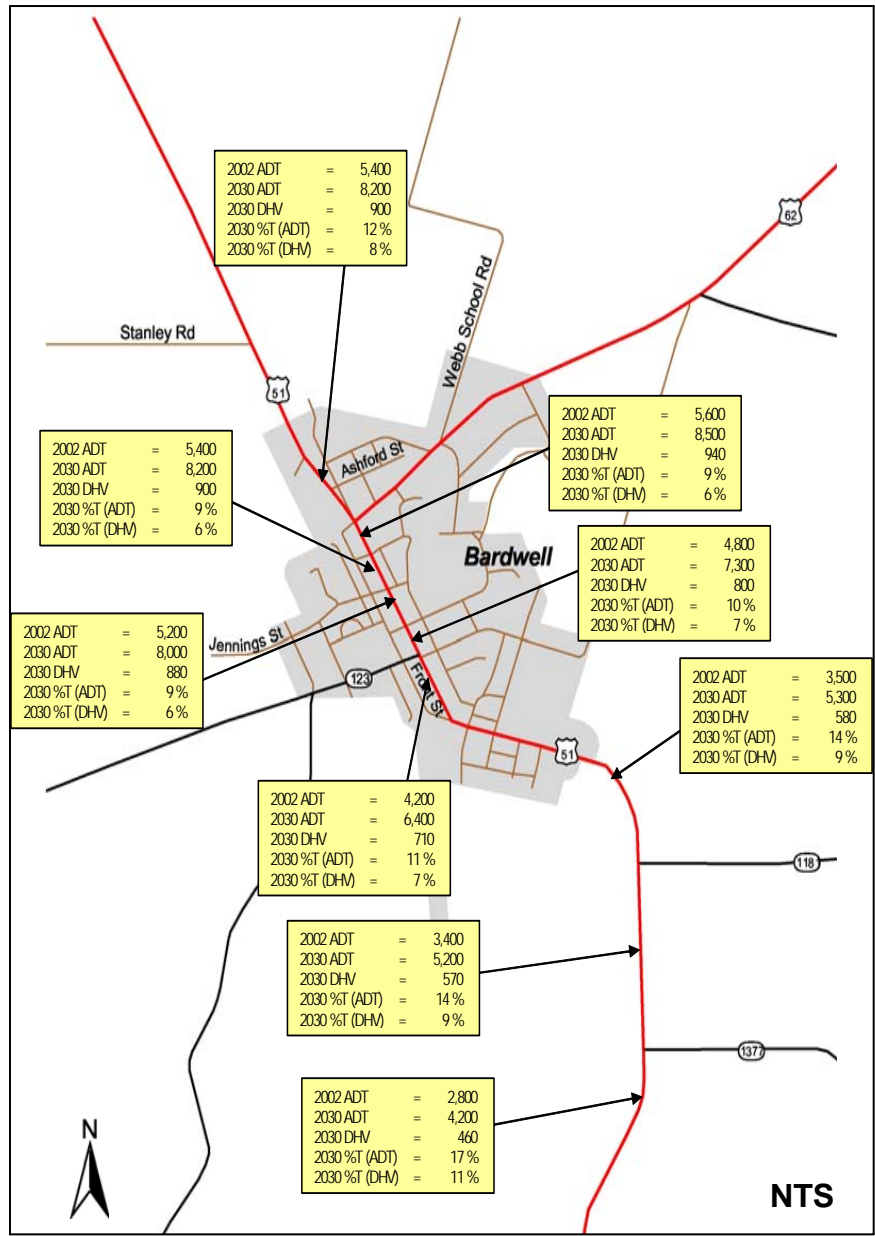 2002 ADT = 5,400
2030 ADT = 8,200
2030 DHV = 900
2030 %T (ADT) = 12 %
2030 %T (DHV) = 8 %
62
Webb School Rd
Stanley Rd
51
2002 ADT = 5,600
2030 ADT = 8,500
2030 DHV = 940
2030 %T (ADT) = 9 %
2030 %T (DHV) = 6 %
2002 ADT = 5,400
2030 ADT = 8,200
2030 DHV = 900
2030 %T (ADT) = 9 %
2030 %T (DHV) = 6 %
Ashford St
Bardwell
2002 ADT = 4,800
2030 ADT = 7,300
2030 DHV = 800
2030 %T (ADT) = 10 %
2030 %T (DHV) = 7 %
2002 ADT = 5,200
2030 ADT = 8,000
2030 DHV = 880
2030 %T (ADT) = 9 %
2030 %T (DHV) = 6 %
Jennings St
123
Front St
51
2002 ADT = 3,500
2030 ADT = 5,300
2030 DHV = 580
2030 %T (ADT) = 14 %
2030 %T (DHV) = 9 %
2002 ADT = 4,200
2030 ADT = 6,400
2030 DHV = 710
2030 %T (ADT) = 11 %
2030 %T (DHV) = 7 %
118
2002 ADT = 3,400
2030 ADT = 5,200
2030 DHV = 570
2030 %T (ADT) = 14 %
2030 %T (DHV) = 9 %
1377
2002 ADT = 2,800
2030 ADT = 4,200
2030 DHV = 460
2030 %T (ADT) = 17 %
2030 %T (DHV) = 11 %
N
NTS